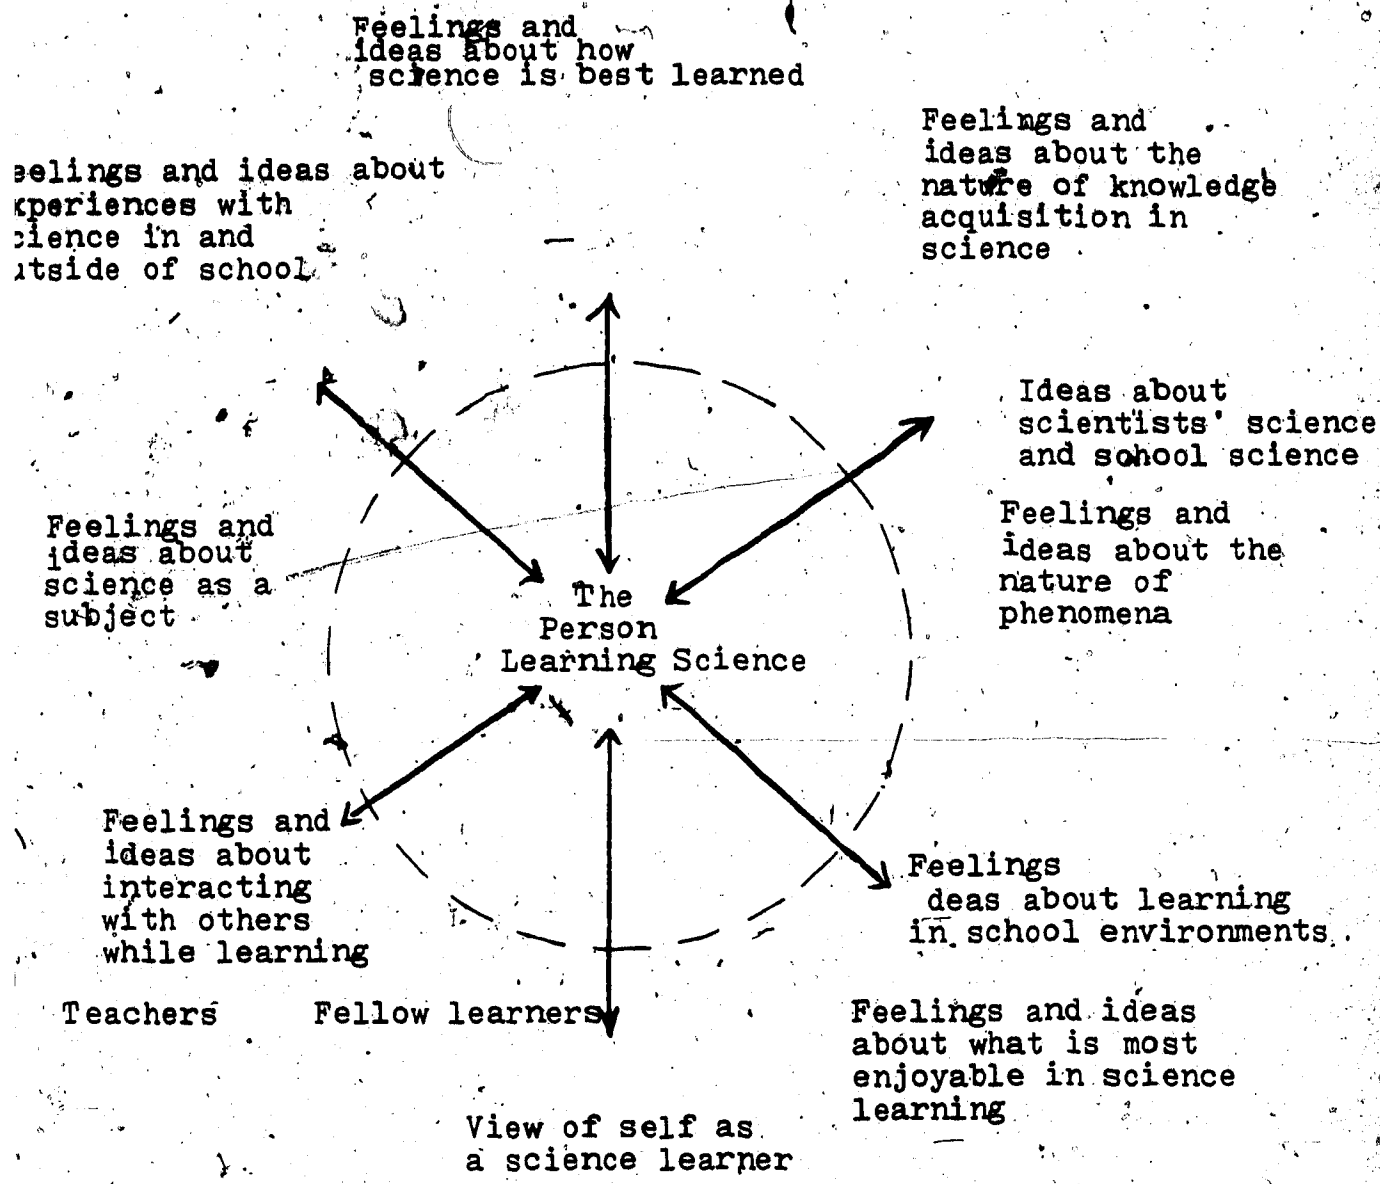 Feelings and
ideas about how
science is best learned
Feelings and
ideas about the
nature of knowledge
acquisition in
science
eelings and ideas about
xperiences with
cience in and
utside of school
Ideas about
scientists' science
and school science
Feelings and
ideas about the
nature of
phenomena
Feelings and
ideas about
science as a
subject
The
Person
Learning Science
Feelings and
ideas about
interacting
with others
while learning
Teachers Fellow learners
Feelings
deas about learning
in school environments.
Feelings and ideas
about what is most
enjoyable in science
learning
View of self as
a science learner